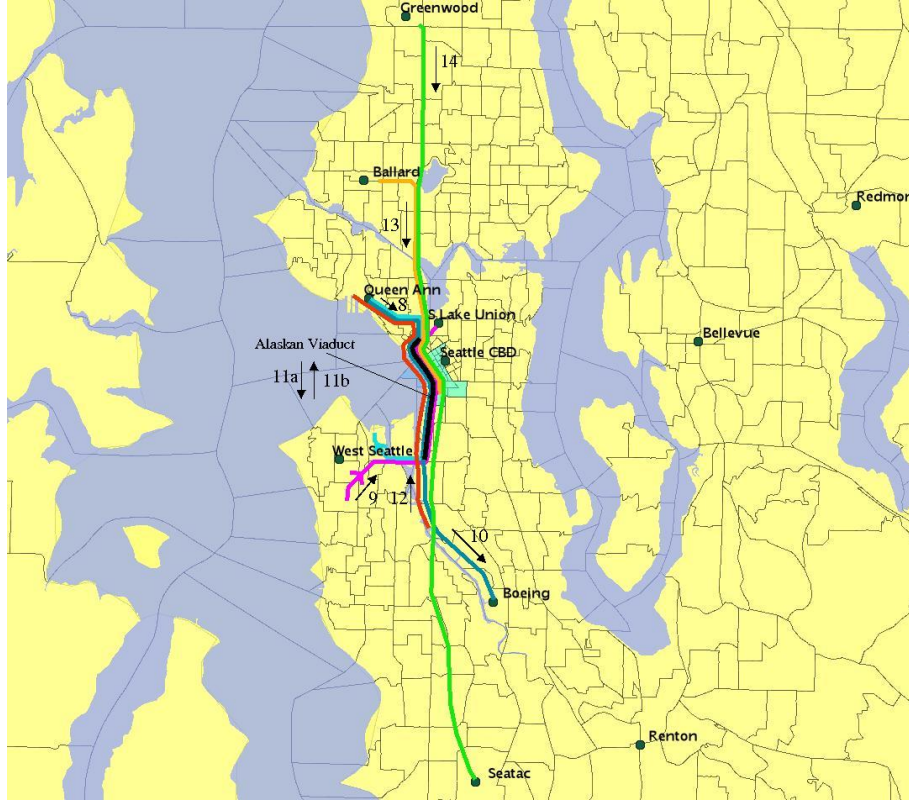 Greenwood
14
Ballard
Redmor
13
Queen Ann
8
S Lake Union
Bellevue
Alaskan Viaduct
Seattle CBD
11a
11b
West Seattle
9
12
10
Boeing
Renton
Seatac